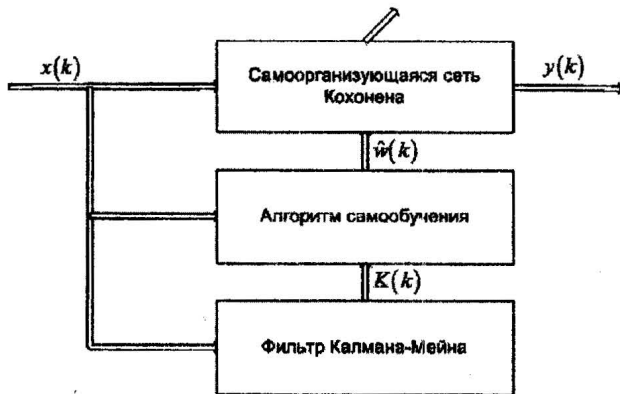 x(k)
Самоорганизующаяся сеть
Кохонена
y(k)
ŵ(k)
Алгоритм самообучения
K(k)
Фильтр Калмана-Мейна